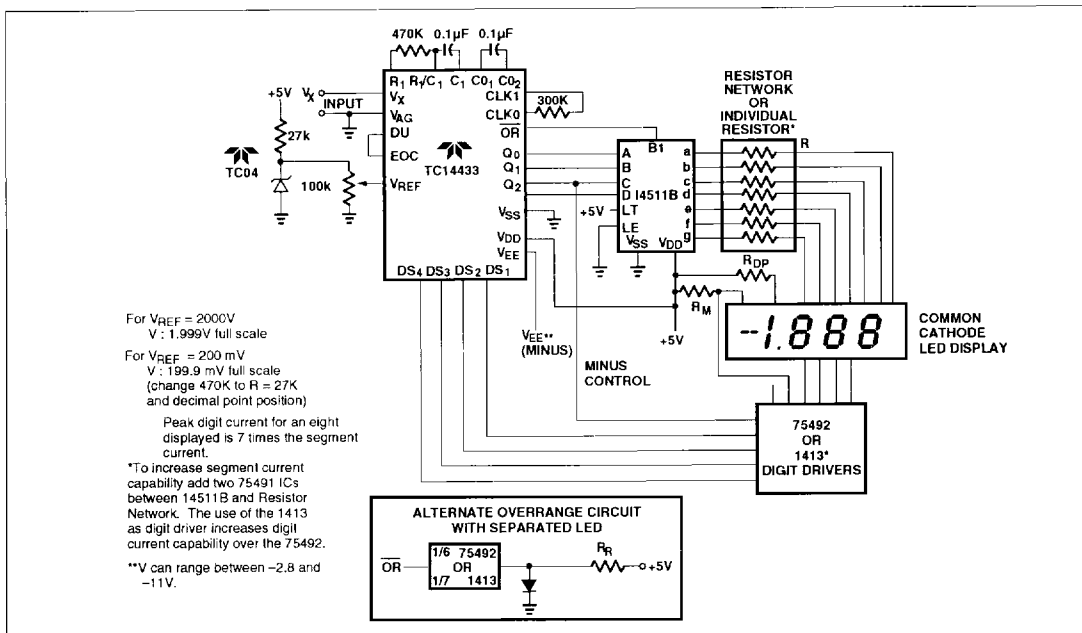 470K 0.1µF 0.1µF
R1 R1/C1 C1 CO1 CO2
+5V
VX
INPUT
27k
TC04
100k
VX
VAG
DU
EOC
VREF
TC14433
CLK1
CLK0
300K
OR
Q0
Q1
Q2
VSS
VDD
VEE
DS4 DS3 DS2 DS1
B1
A
B
C
D
I4511B
+5V
LT
LE
VSS VDD
a
b
c
d
e
f
g
RESISTOR
NETWORK
OR
INDIVIDUAL
RESISTOR*
R
RDP
RM
+5V
VEE**
(MINUS)
MINUS
CONTROL
-1.888
COMMON
CATHODE
LED DISPLAY
75492
OR
1413*
DIGIT DRIVERS
For VREF = 2000V
V : 1.999V full scale
For VREF = 200 mV
V : 199.9 mV full scale
(change 470K to R = 27K
and decimal point position)
Peak digit current for an eight
displayed is 7 times the segment
current.
*To increase segment current
capability add two 75491 ICs
between 14511B and Resistor
Network. The use of the 1413
as digit driver increases digit
current capability over the 75492.
**V can range between –2.8 and
–11V.
ALTERNATE OVERRANGE CIRCUIT
WITH SEPARATED LED
OR
1/6 75492
OR
1/7 1413
RR
+5V